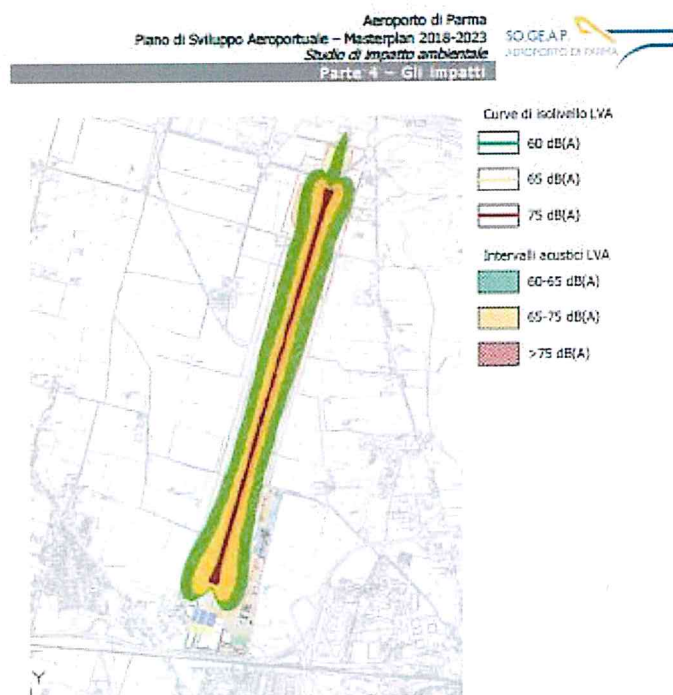 Aeroporto di Parma
Piano di Sviluppo Aeroportuale – Masterplan 2018-2023
Studio di impatto ambientale
Parte 4 – Gli impatti
SO.GE.A.P.
AEROPORTO DI PARMA
Curve di isolivello LVA
60 dB(A)
65 dB(A)
75 dB(A)
Intervalli acustici LVA
60-65 dB(A)
65-75 dB(A)
>75 dB(A)